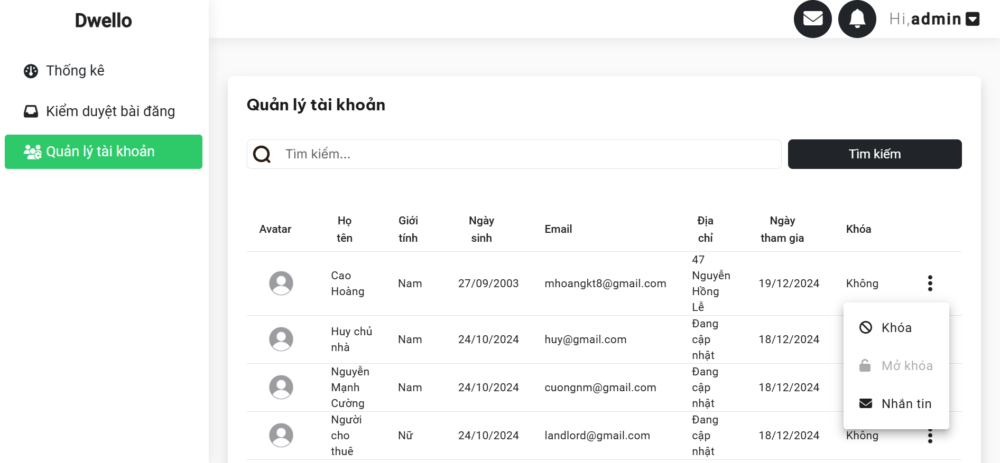 Dwello
Hi,admin
Thống kê
Kiểm duyệt bài đăng
Quản lý tài khoản
Quản lý tài khoản
Tìm kiếm...
Tìm kiếm
Avatar
Họ
tên
Giới
tính
Ngày
sinh
Email
Địa
chỉ
Ngày
tham gia
Khóa
Cao
Hoàng
Nam
27/09/2003
mhoangkt8@gmail.com
47
Nguyễn
Hồng
Lễ
19/12/2024
Không
Huy chủ
nhà
Nam
24/10/2024
huy@gmail.com
Đang
cập
nhật
18/12/2024
Nguyễn
Mạnh
Cường
Nam
24/10/2024
cuongnm@gmail.com
Đang
cập
nhật
18/12/2024
Người
cho
thuê
Nữ
24/10/2024
landlord@gmail.com
Đang
cập
nhật
18/12/2024
Không
Khóa
Mở khóa
Nhắn tin